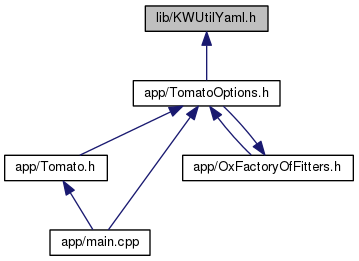 lib/KWUtilYaml.h
app/TomatoOptions.h
app/Tomato.h
app/OxFactoryOfFitters.h
app/main.cpp